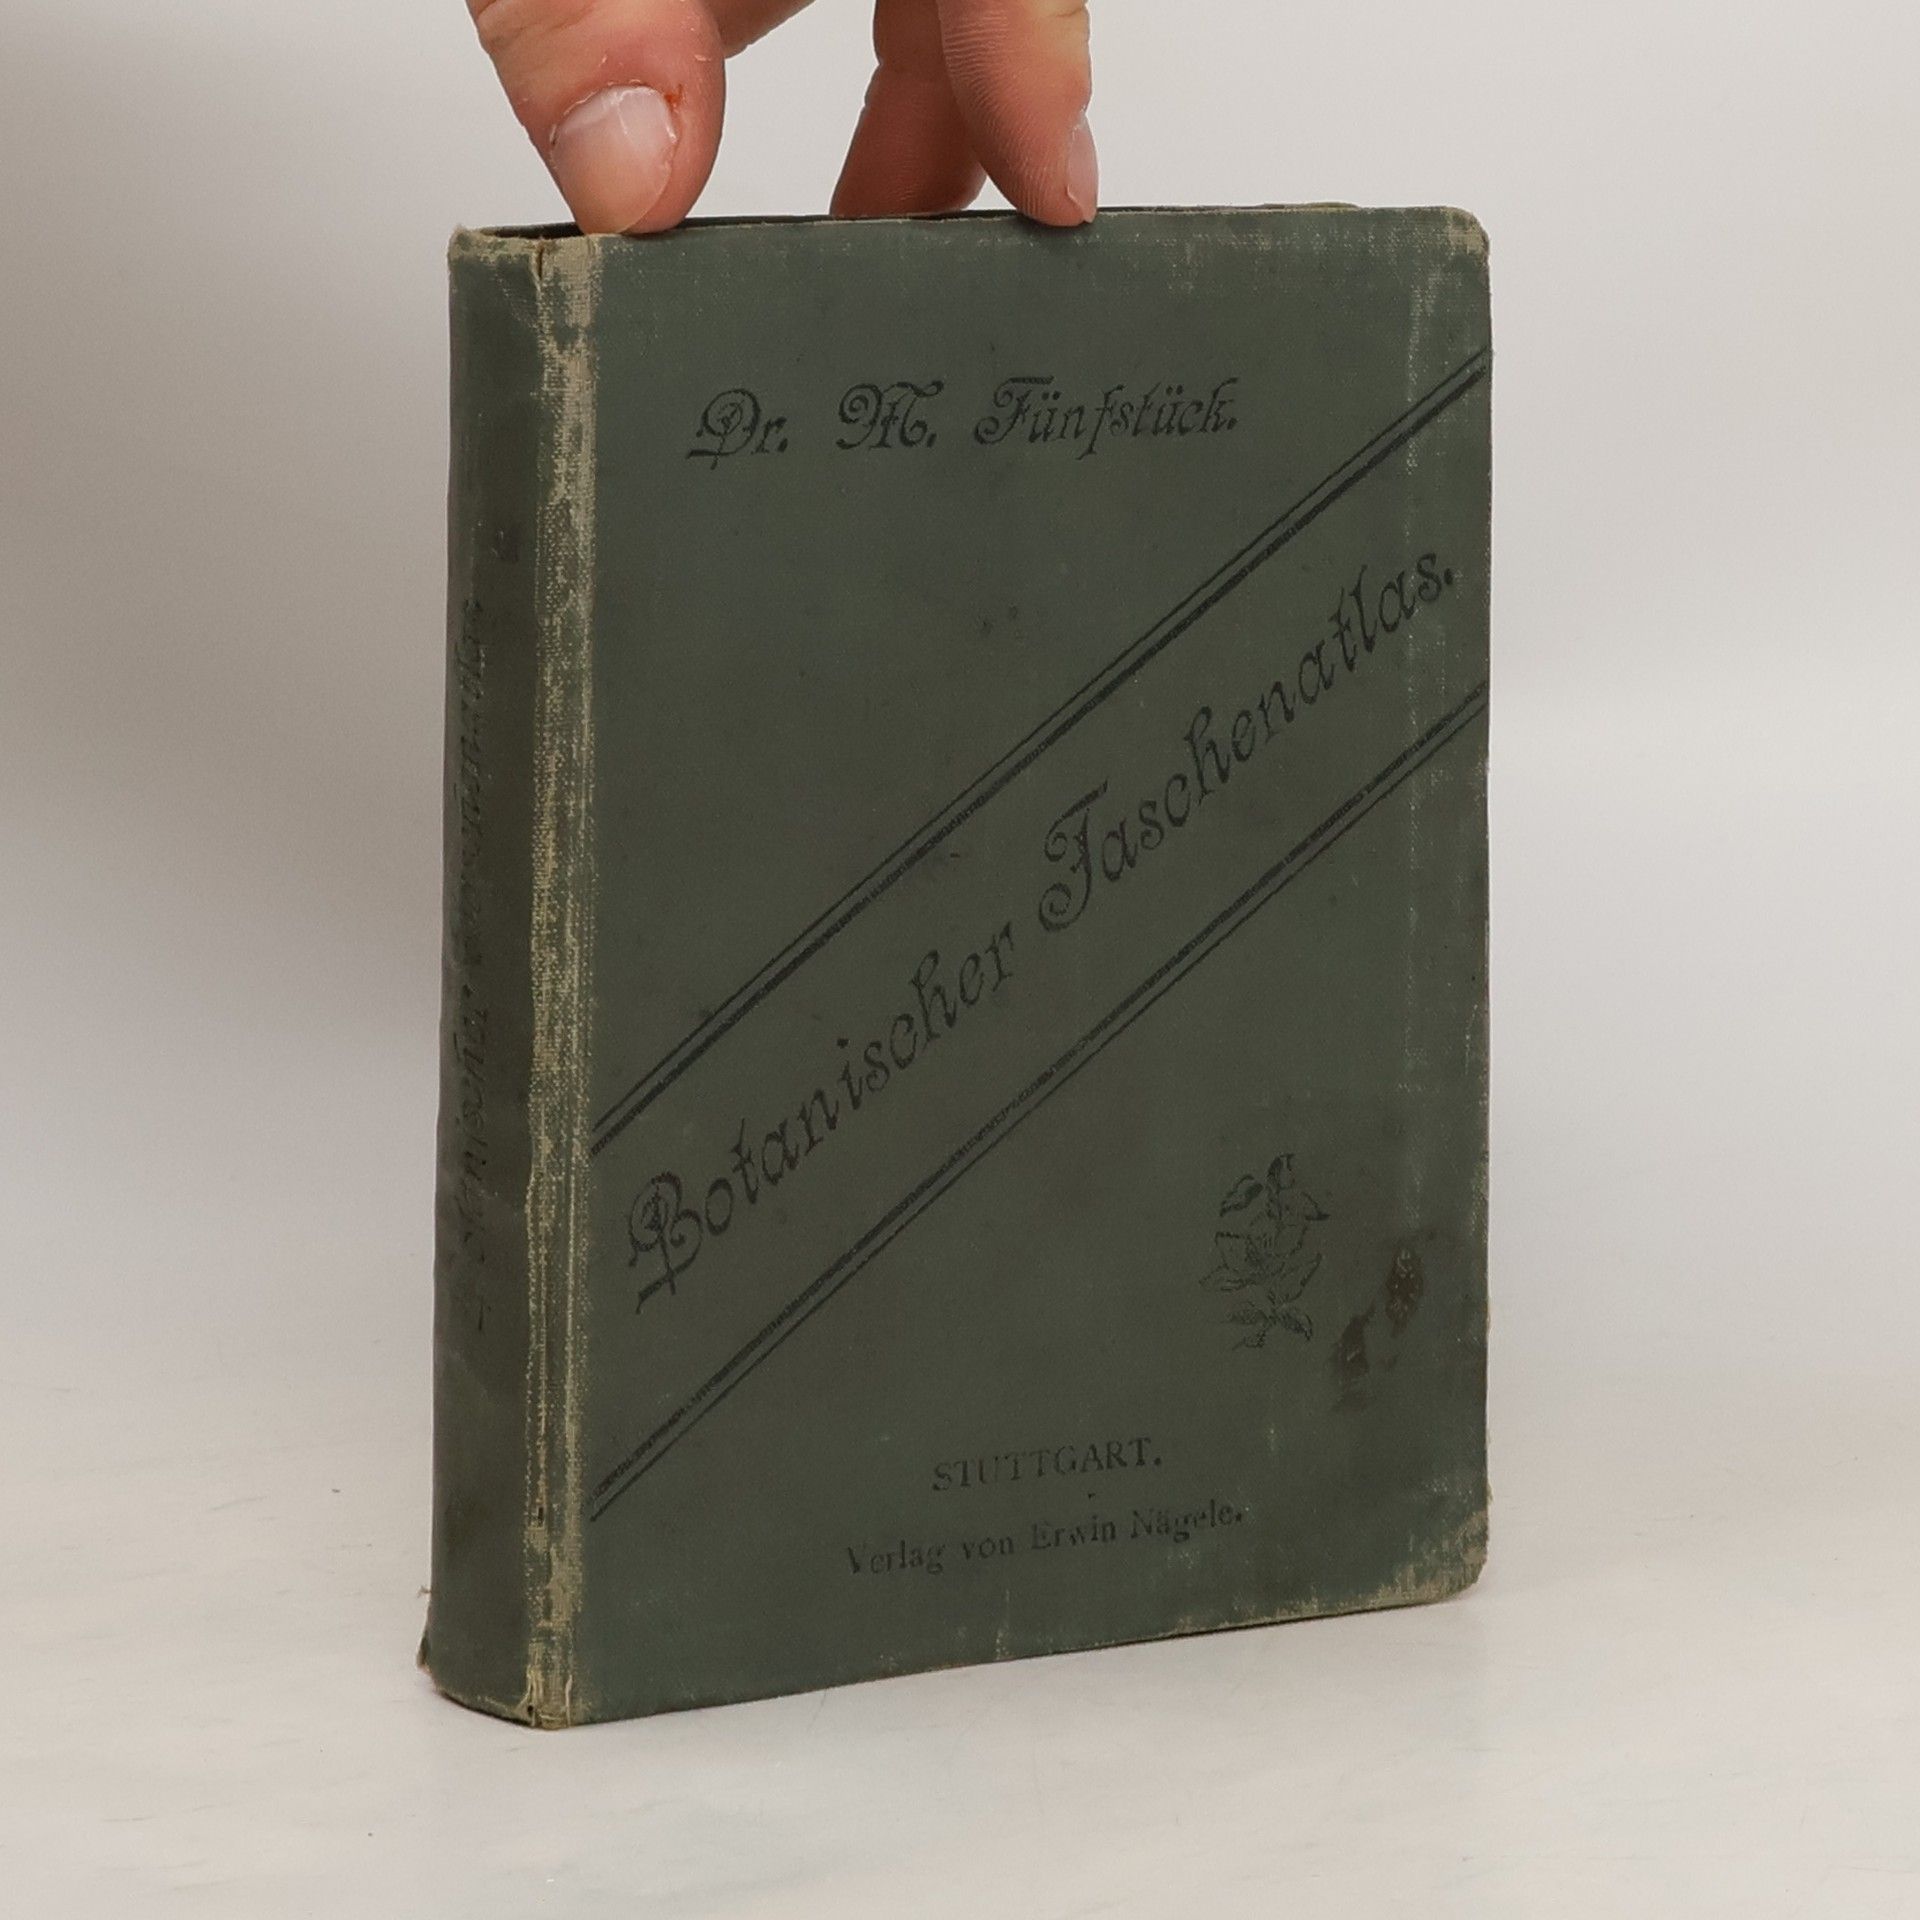 Dr. M. Fünfstück.
Botanischer Taschenatlas.
STUTTGART.
Verlag von Erwin Nägele.
Botanischer Taschenatlas.